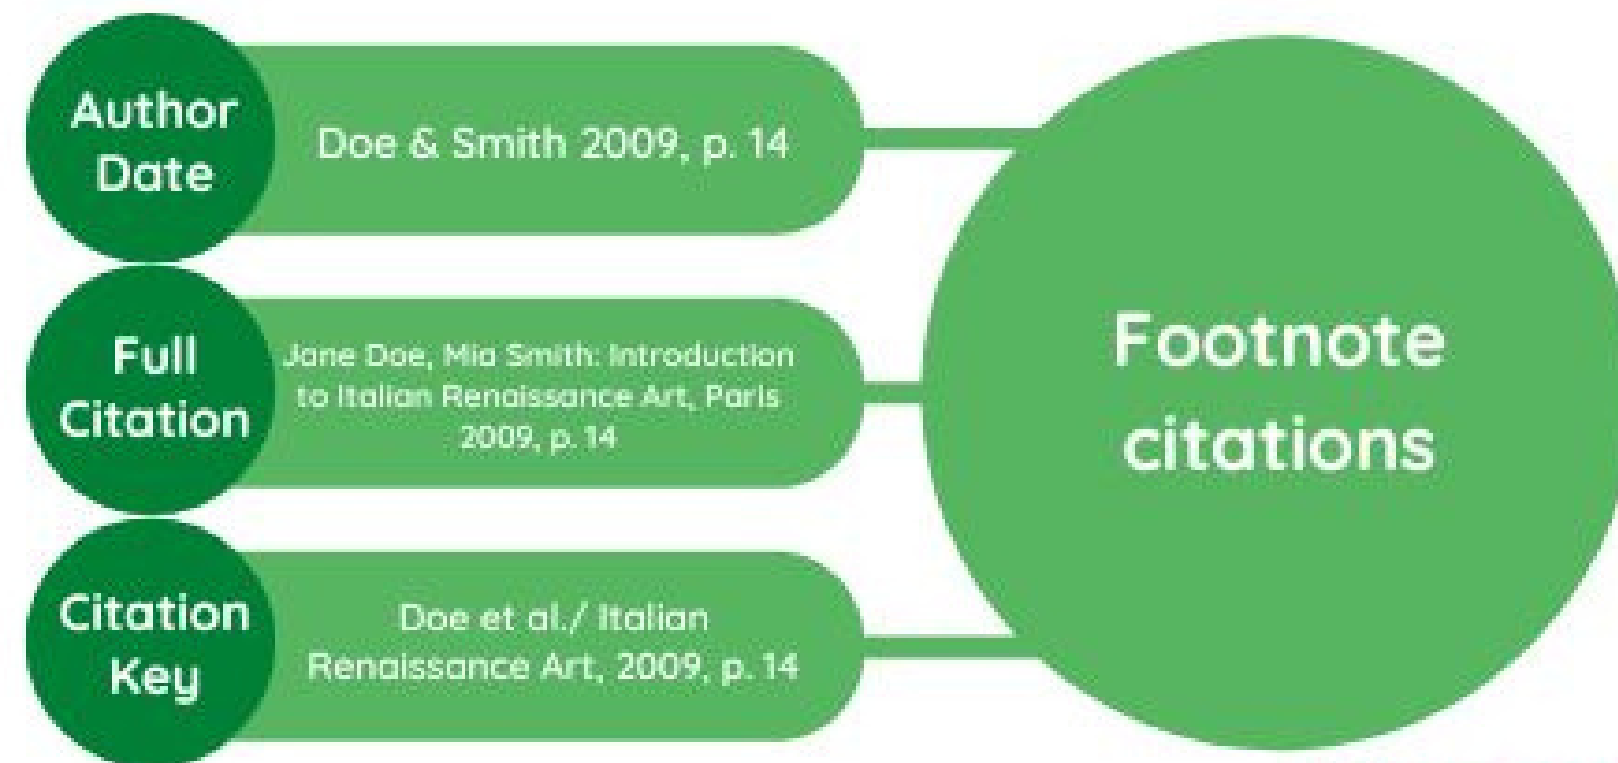 Author
Date
Doe & Smith 2009, p. 14
Full
Citation
Jane Doe, Mia Smith: Introduction
to Italian Renaissance Art, Paris
2009, p. 14
Citation
Key
Doe et al./ Italian
Renaissance Art, 2009, p. 14
Footnote
citations